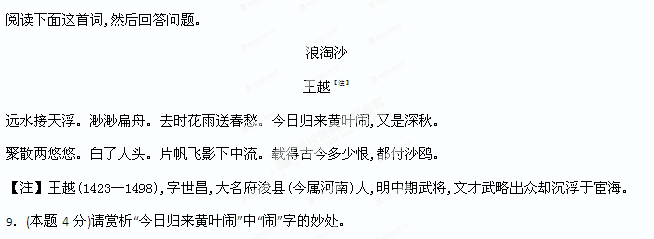 阅读下面这首词,然后回答问题。
浪淘沙
王越【注】
远水接天浮。渺渺扁舟。去时花雨送春愁。今日归来黄叶闹,又是深秋。
聚散两悠悠。白了人头。片帆飞影下中流。载得古今多少恨,都付沙鸥。
【注】王越(1423—1498),字世昌,大名府浚县(今属河南)人,明中期武将,文才武略出众却沉浮于宦海。
9. (本题4分)请赏析“今日归来黄叶闹”中“闹”字的妙处。